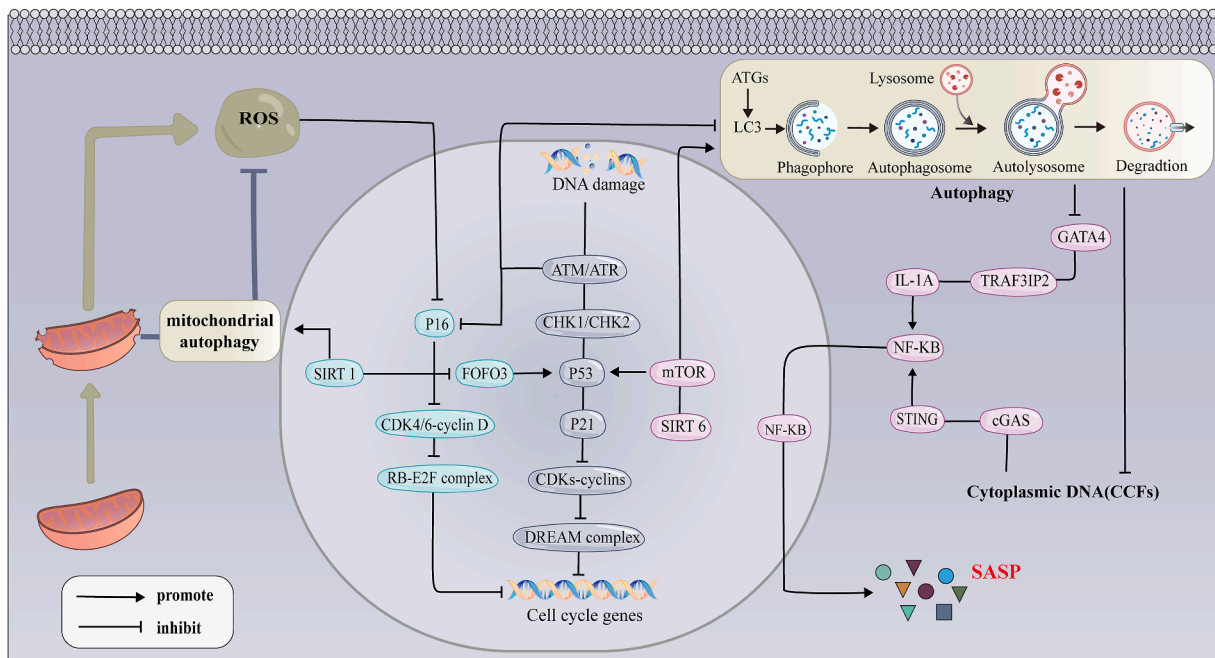 ROS
ATGs
LC3
Lysosome
Phagophore
Autophagosome
Autolysosome
Degradtion
Autophagy
DNA damage
GATA4
ATM/ATR
IL-1A
TRAF3IP2
mitochondrial
autophagy
P16
CHK1/CHK2
NF-KB
SIRT 1
FOFO3
P53
mTOR
CDK4/6-cyclin D
P21
SIRT 6
NF-KB
STING
cGAS
RB-E2F complex
CDKs-cyclins
Cytoplasmic DNA(CCFs)
DREAM complex
SASP
promote
inhibit
Cell cycle genes